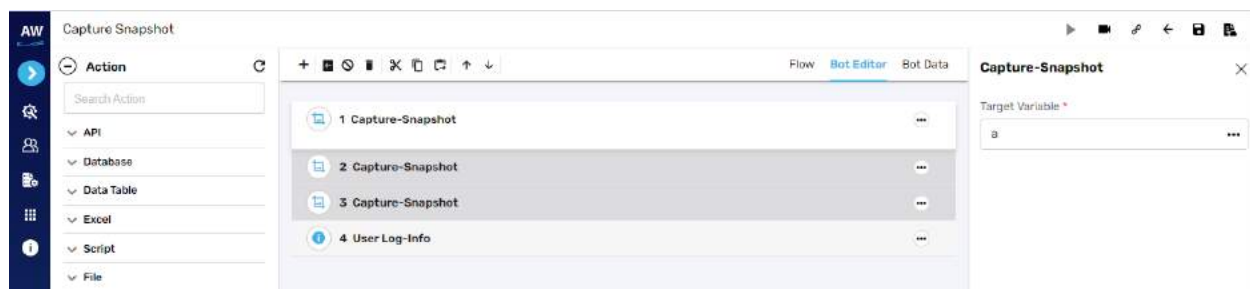 AW
Capture Snapshot
Action
Search Action
API
Database
Data Table
Excel
Script
File
Flow
Bot Editor
Bot Data
1 Capture-Snapshot
2 Capture-Snapshot
3 Capture-Snapshot
4 User Log-Info
Capture-Snapshot
Target Variable *
a